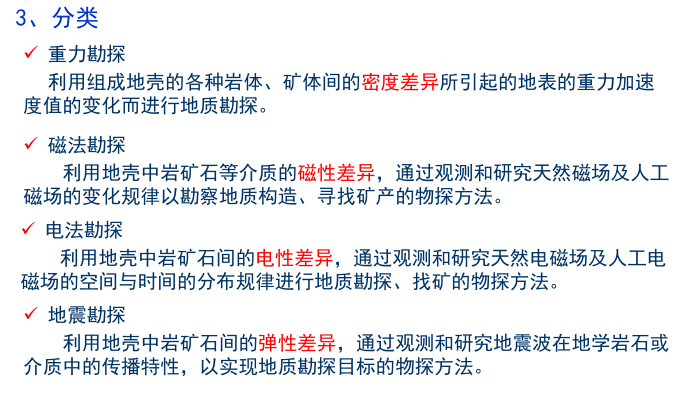 3、分类
✓ 重力勘探
利用组成地壳的各种岩体、矿体间的密度差异所引起的地表的重力加速
度值的变化而进行地质勘探。
✓ 磁法勘探
利用地壳中岩矿石等介质的磁性差异，通过观测和研究天然磁场及人工
磁场的变化规律以勘察地质构造、寻找矿产的物探方法。
✓ 电法勘探
利用地壳中岩矿石间的电性差异，通过观测和研究天然电磁场及人工电
磁场的空间与时间的分布规律进行地质勘探、找矿的物探方法。
✓ 地震勘探
利用地壳中岩矿石间的弹性差异，通过观测和研究地震波在地学岩石或
介质中的传播特性，以实现地质勘探目标的物探方法。